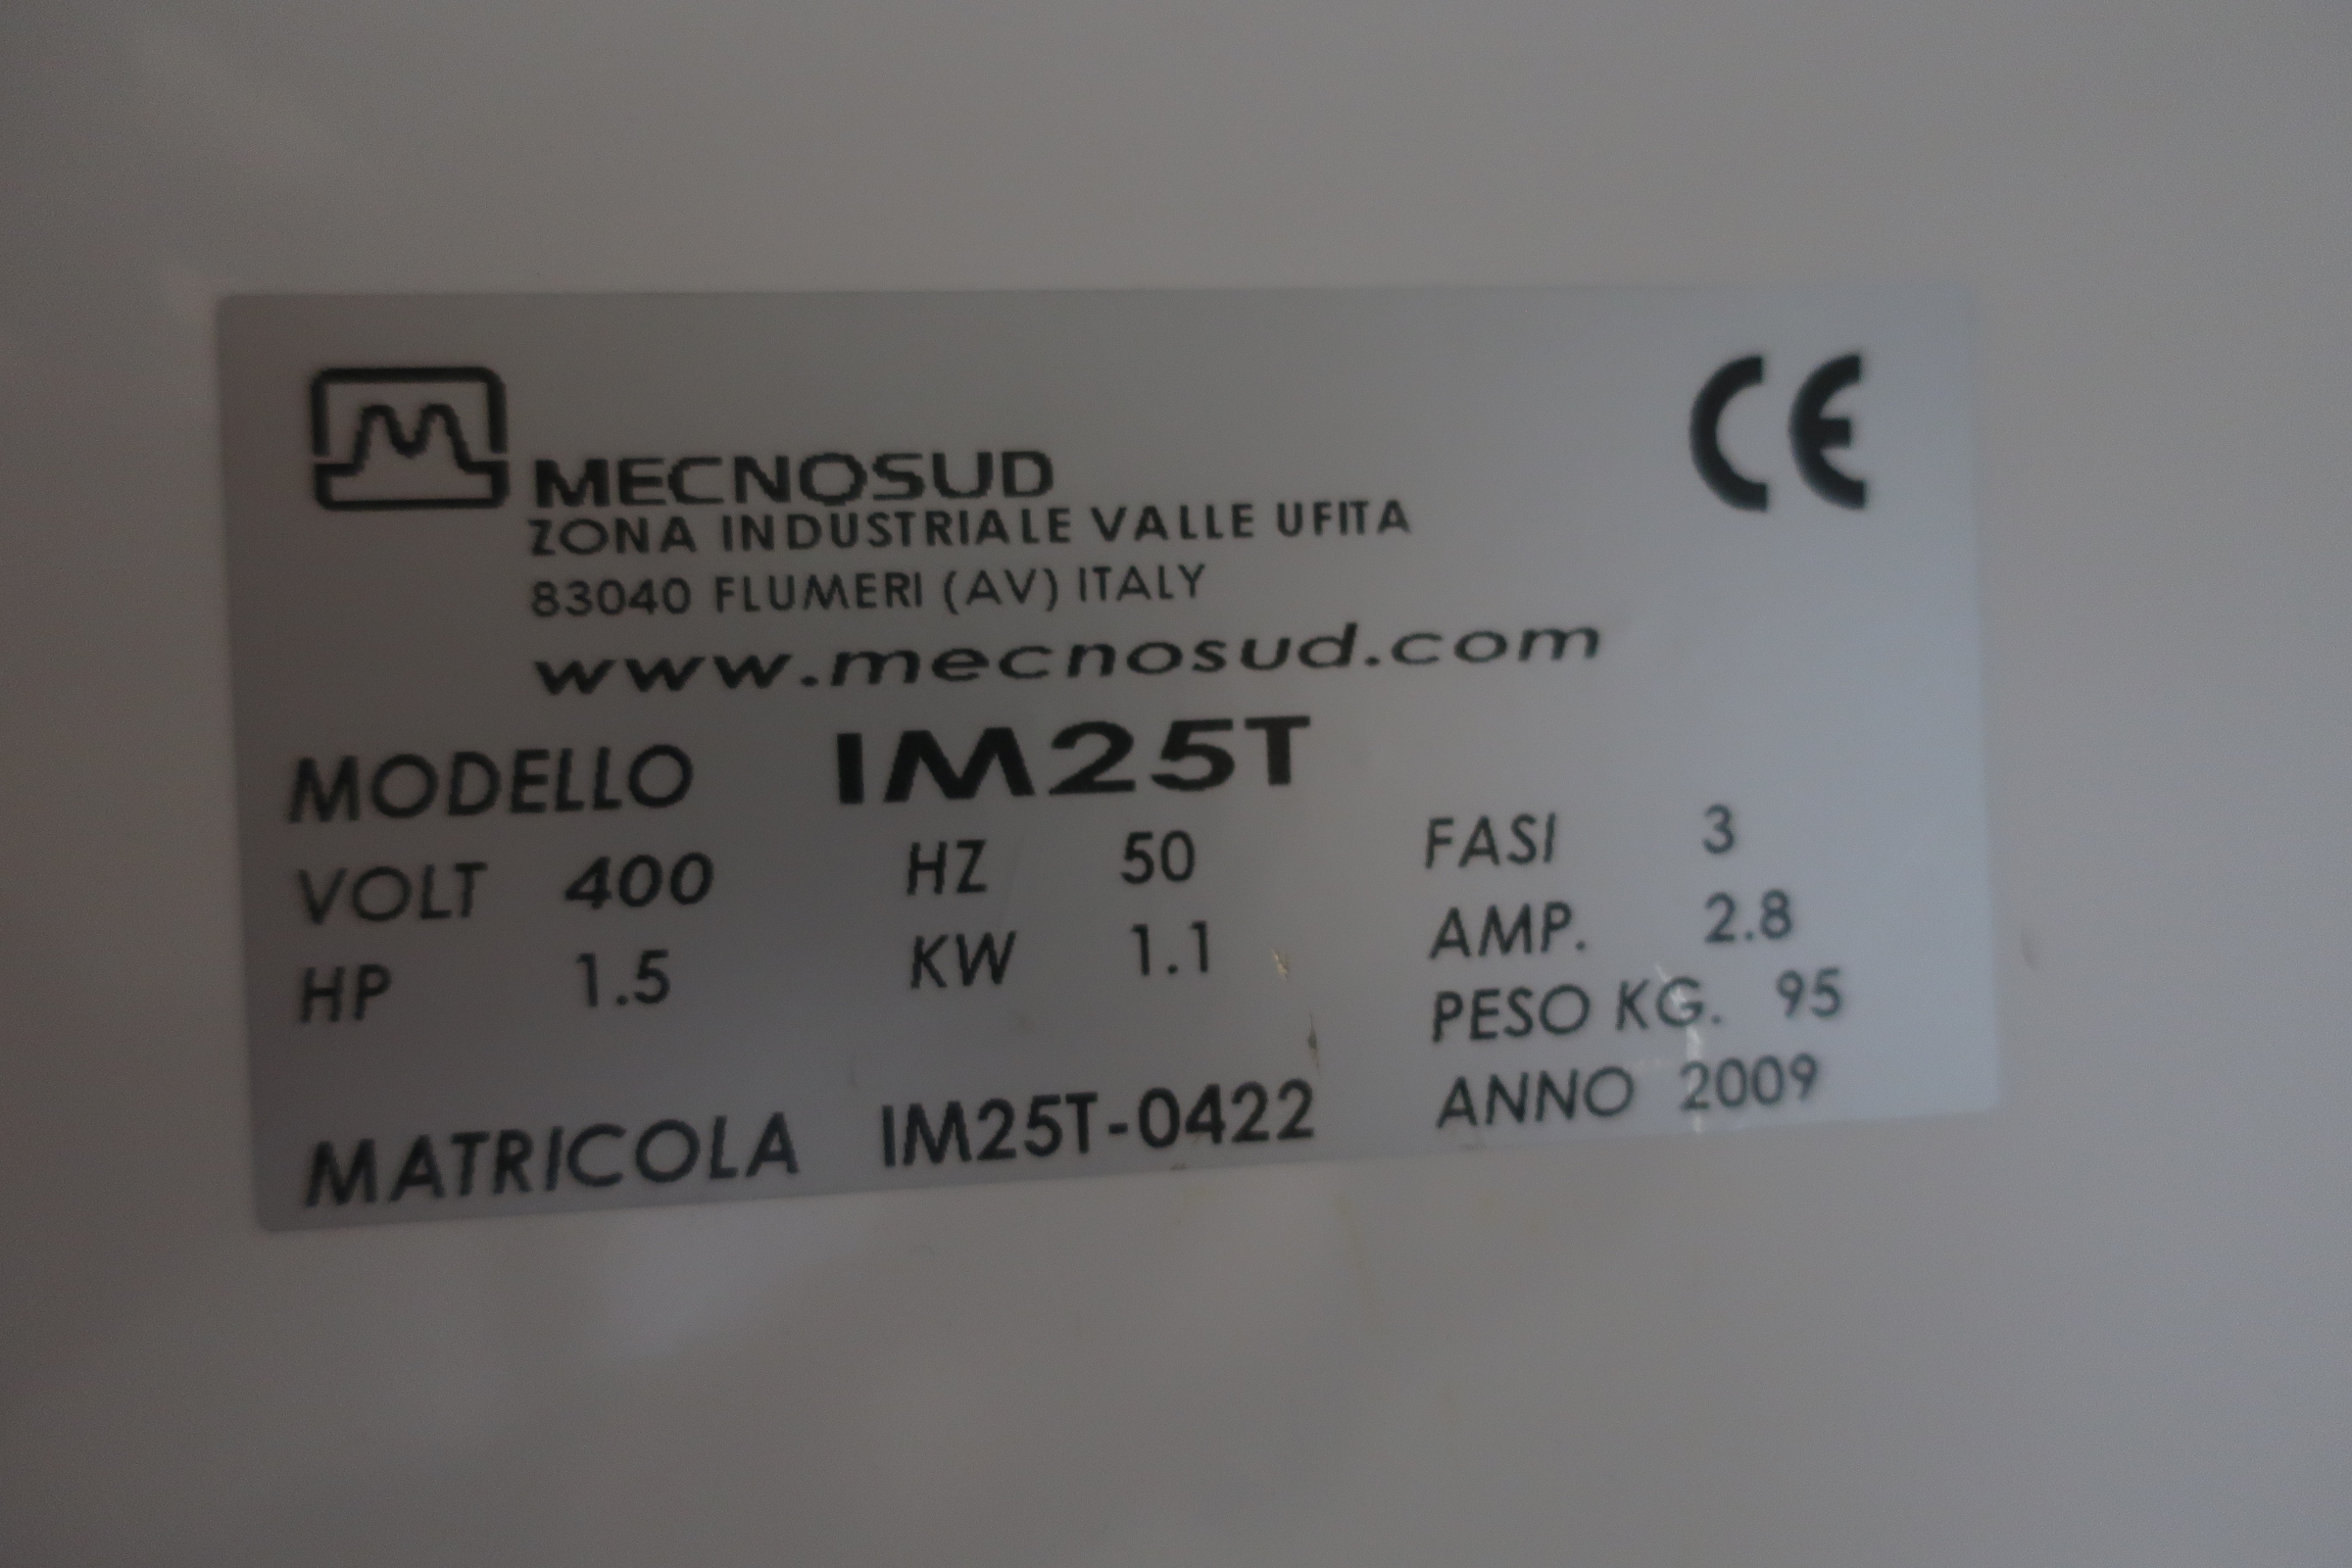 CE
MECNOSUD
ZONA INDUSTRIALE VALLE UFITA
83040 FLUMERI (AV) ITALY
www.mecnosud.com
MODELLO IM25T
VOLT 400 HZ 50 FASI 3
HP 1.5 KW 1.1 AMP. 2.8
PESO KG. 95
MATRICOLA IM25T-0422 ANNO 2009